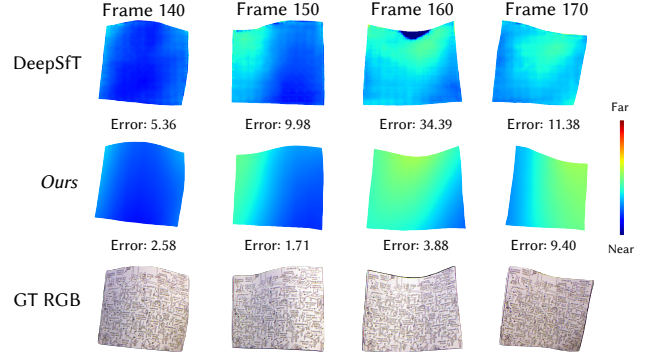 Frame 140 Frame 150 Frame 160 Frame 170
DeepSfT
Far
Error: 5.36 Error: 9.98 Error: 34.39 Error: 11.38
Ours
Near
Error: 2.58 Error: 1.71 Error: 3.88 Error: 9.40
GT RGB